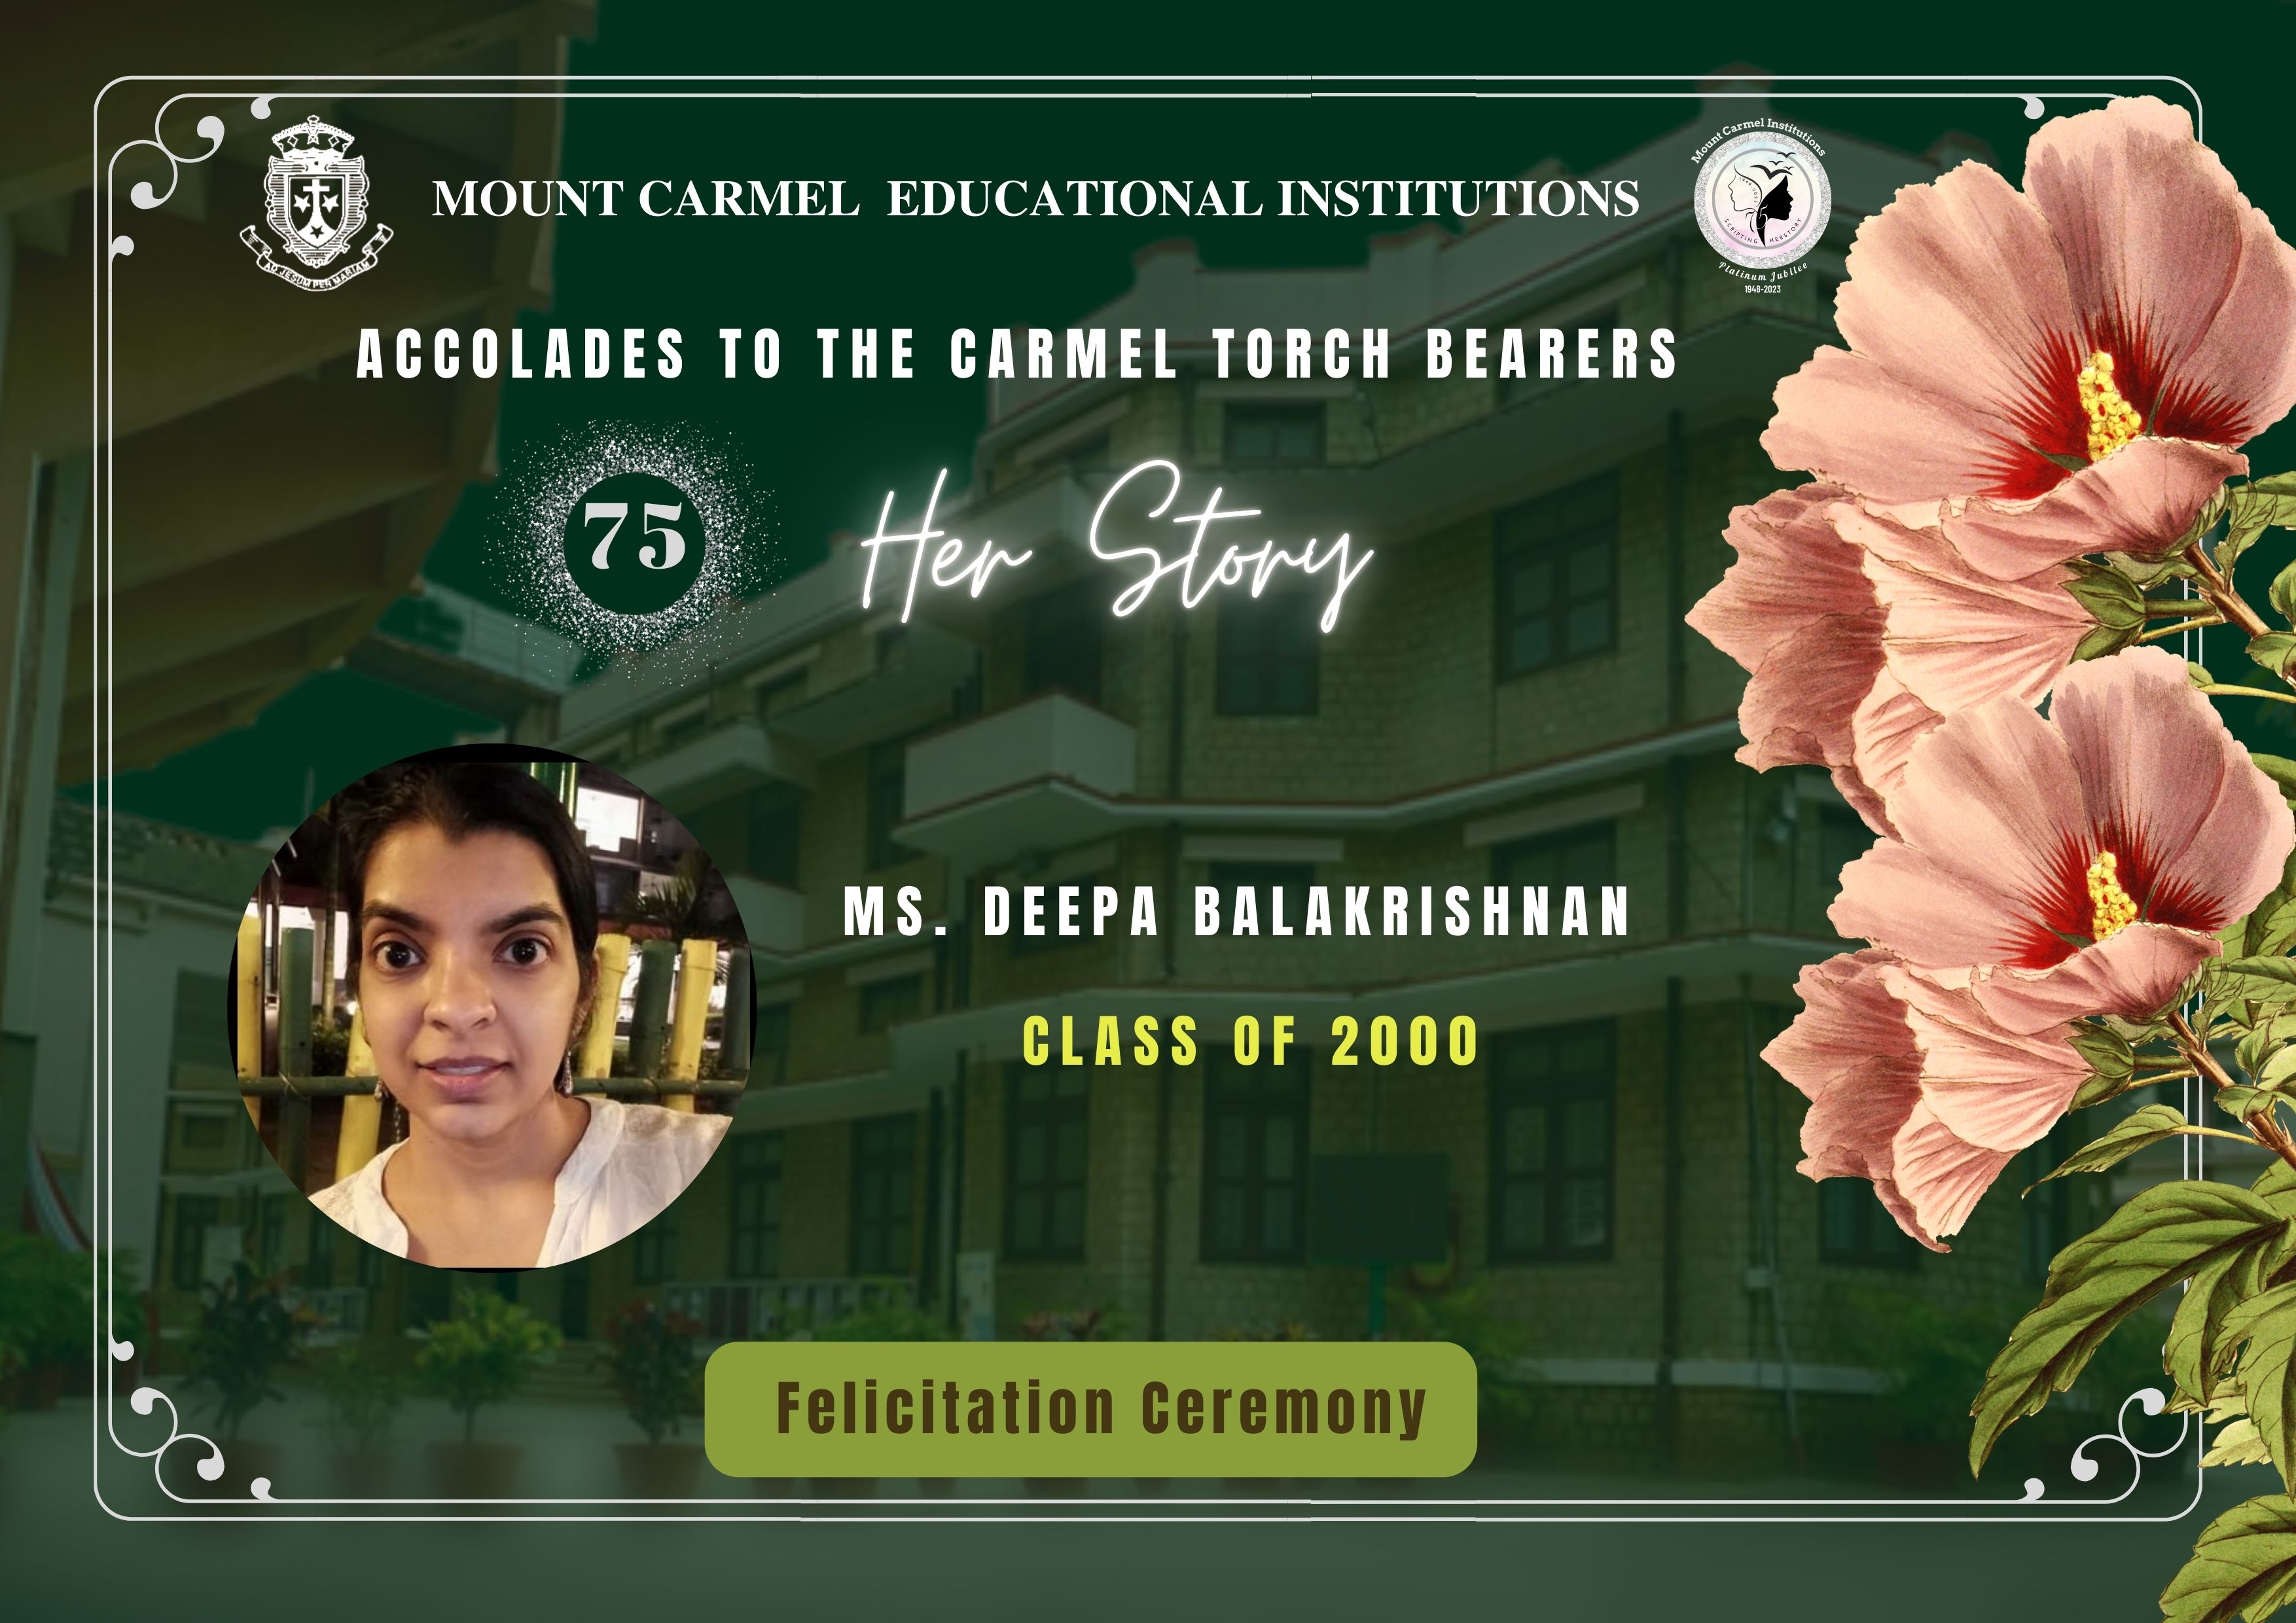 MOUNT CARMEL EDUCATIONAL INSTITUTIONS
AD JESUM PER MARIAM
Mount Carmel Institutions
SCRIPTING HERSTORY
Platinum Jubilee
1948-2023
ACCOLADES TO THE CARMEL TORCH BEARERS
75
Her Story
MS. DEEPA BALAKRISHNAN
CLASS OF 2000
Felicitation Ceremony